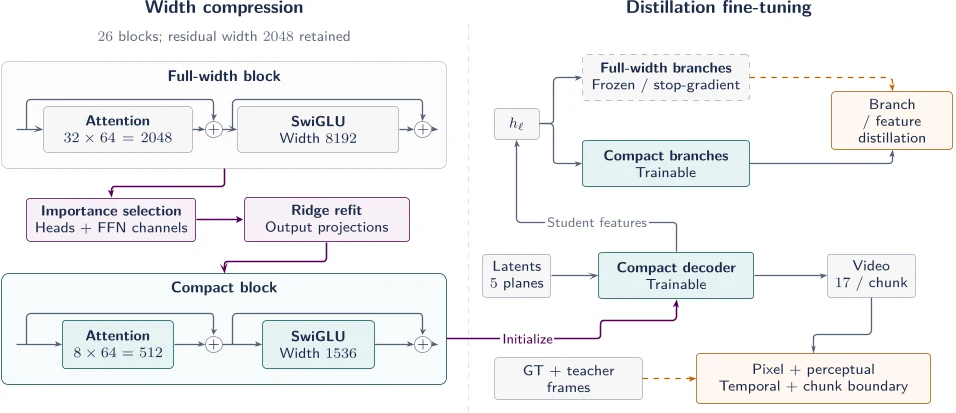 Width compression
26 blocks; residual width 2048 retained
Full-width block
Attention
32 × 64 = 2048
SwiGLU
Width 8192
Importance selection
Heads + FFN channels
Ridge refit
Output projections
Compact block
Attention
8 × 64 = 512
SwiGLU
Width 1536
Initialize
Distillation fine-tuning
Full-width branches
Frozen / stop-gradient
hℓ
Branch
/ feature
distillation
Compact branches
Trainable
Student features
Latents
5 planes
Compact decoder
Trainable
Video
17 / chunk
GT + teacher
frames
Pixel + perceptual
Temporal + chunk boundary